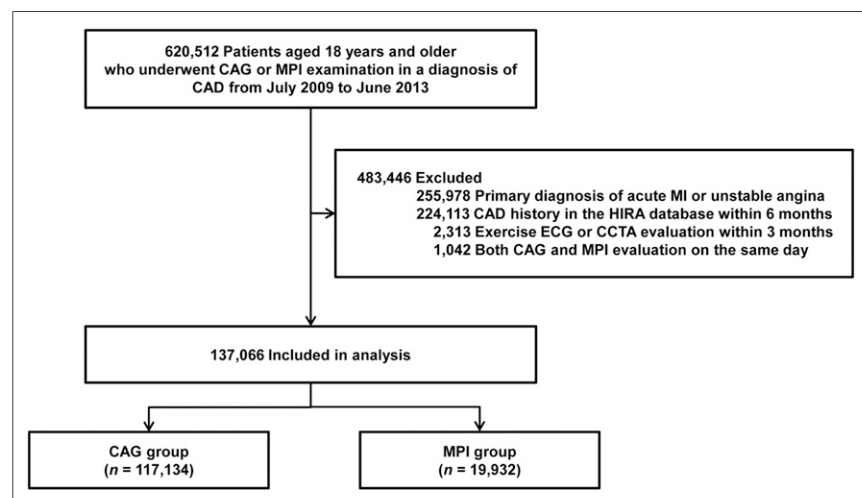 620,512 Patients aged 18 years and older
who underwent CAG or MPI examination in a diagnosis of
CAD from July 2009 to June 2013
483,446 Excluded
255,978 Primary diagnosis of acute MI or unstable angina
224,113 CAD history in the HIRA database within 6 months
2,313 Exercise ECG or CCTA evaluation within 3 months
1,042 Both CAG and MPI evaluation on the same day
137,066 Included in analysis
CAG group
(n = 117,134)
MPI group
(n = 19,932)